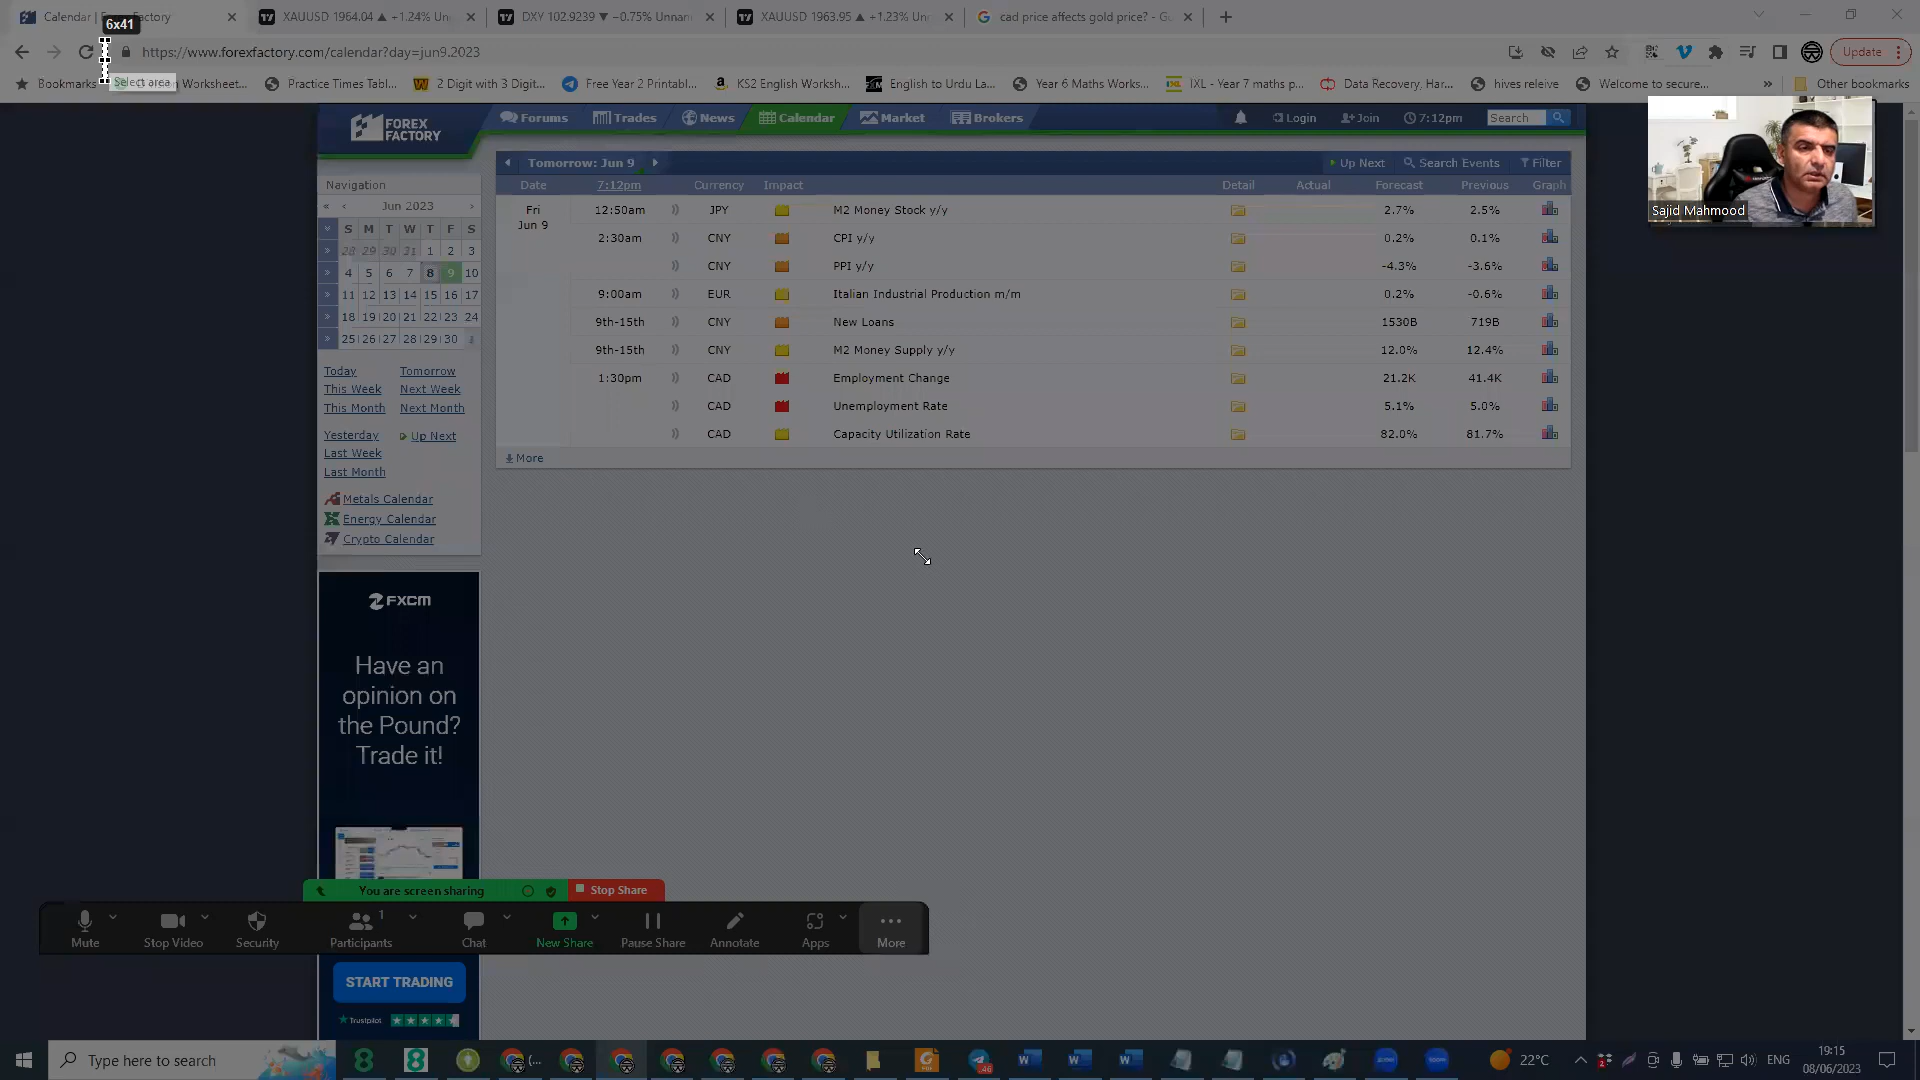 6x41
Calendar |
Factory
XAUUSD 1964.04 ▲ +1.24%
DXY 102.9239 ▼ −0.75% Unnan
XAUUSD 1963.95 ▲ +1.23%
cad price affects gold price? - Go
https://www.forexfactory.com/calendar?day=jun9.2023
Update
Select area
Bookmarks
Worksheet...
Practice Times Tabl...
2 Digit with 3 Digit...
Free Year 2 Printabl...
KS2 English Worksh...
English to Urdu La...
Year 6 Maths Works...
IXL - Year 7 maths p...
Data Recovery, Har...
hives releive
Welcome to secure...
»
Other bookmarks
FOREX FACTORY
Forums
Trades
News
Calendar
Market
Brokers
Login
Join
7:12pm
Search
Sajid Mahmood
Tomorrow: Jun 9
Up Next
Search Events
Filter
Date 7:12pm Currency Impact Detail Actual Forecast Previous Graph
Fri Jun 9
12:50am JPY M2 Money Stock y/y 2.7% 2.5%
2:30am CNY CPI y/y 0.2% 0.1%
CNY PPI y/y -4.3% -3.6%
9:00am EUR Italian Industrial Production m/m 0.2% -0.6%
9th-15th CNY New Loans 1530B 719B
9th-15th CNY M2 Money Supply y/y 12.0% 12.4%
1:30pm CAD Employment Change 21.2K 41.4K
CAD Unemployment Rate 5.1% 5.0%
CAD Capacity Utilization Rate 82.0% 81.7%
More
Navigation
« ‹ Jun 2023 ›
S M T W T F S
28 29 30 31 1 2 3
4 5 6 7 8 9 10
11 12 13 14 15 16 17
18 19 20 21 22 23 24
25 26 27 28 29 30 1
Today Tomorrow
This Week Next Week
This Month Next Month
Yesterday Up Next
Last Week
Last Month
Metals Calendar
Energy Calendar
Crypto Calendar
FXCM
Have an
opinion on
the Pound?
Trade it!
You are screen sharing
Stop Share
Mute
Stop Video
Security
Participants
1
Chat
New Share
Pause Share
Annotate
Apps
More
START TRADING
Trustpilot
Type here to search
46
22°C
ENG
19:15
08/06/2023